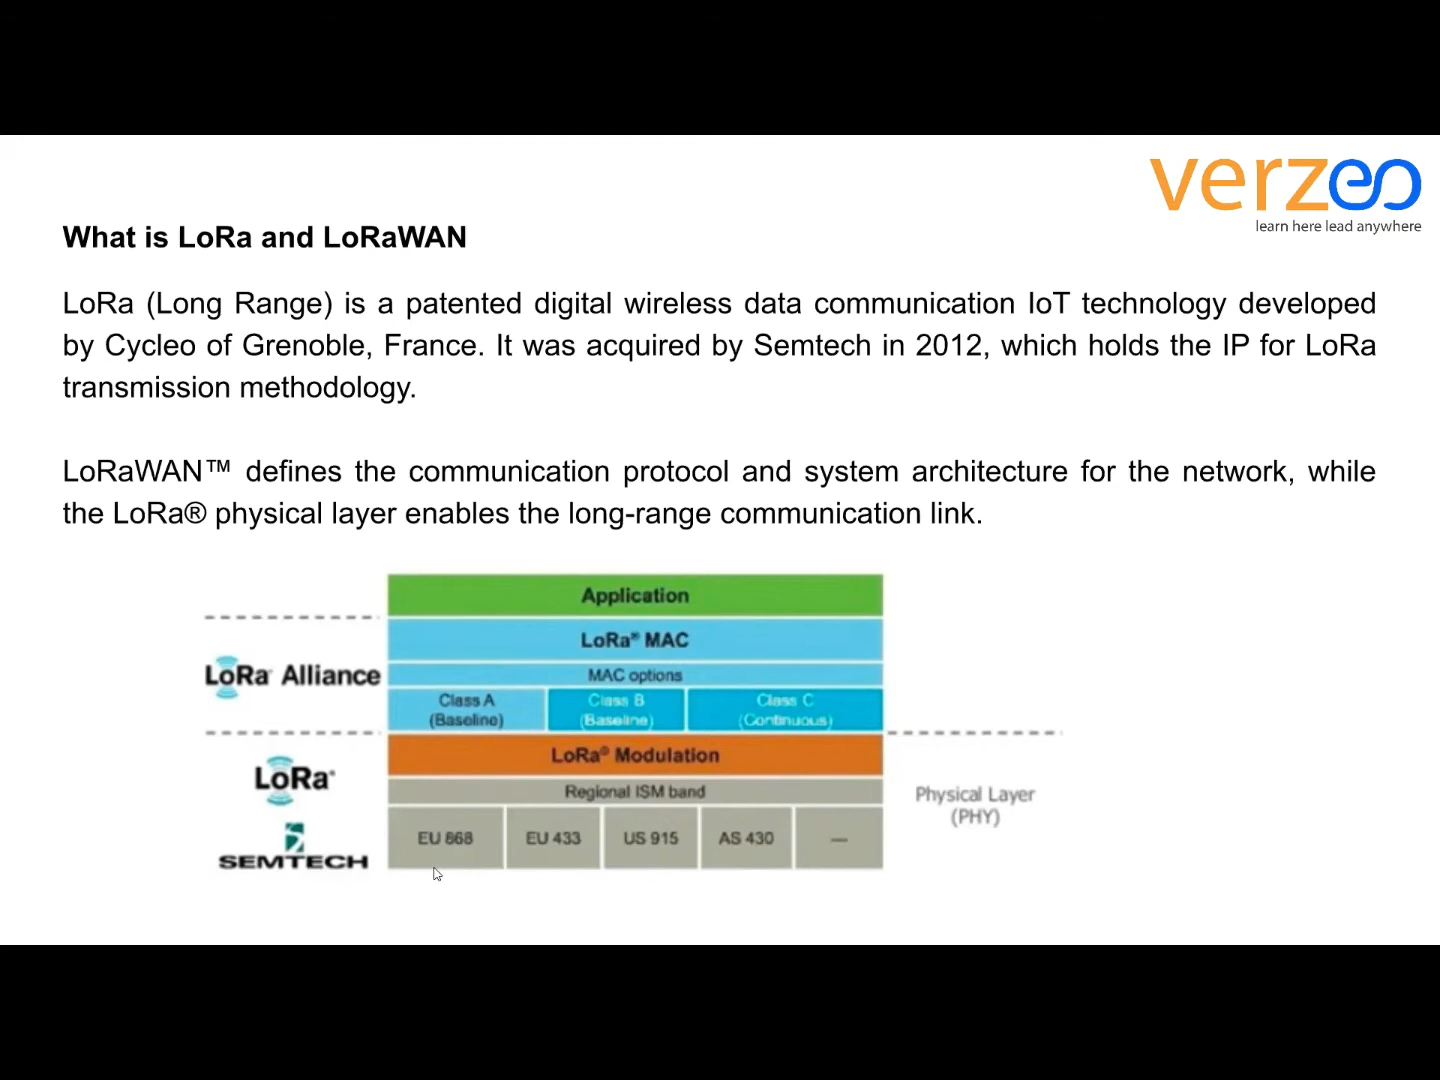 verzeo
learn here lead anywhere
What is LoRa and LoRaWAN
LoRa (Long Range) is a patented digital wireless data communication IoT technology developed
by Cycleo of Grenoble, France. It was acquired by Semtech in 2012, which holds the IP for LoRa
transmission methodology.
LoRaWAN™ defines the communication protocol and system architecture for the network, while
the LoRa® physical layer enables the long-range communication link.
Application
LoRa® MAC
LoRa Alliance
MAC options
Class A
(Baseline)
Class B
(Baseline)
Class C
(Continuous)
LoRa® Modulation
LoRa®
Regional ISM band
Physical Layer
(PHY)
EU 868
EU 433
US 915
AS 430
—
SEMTECH